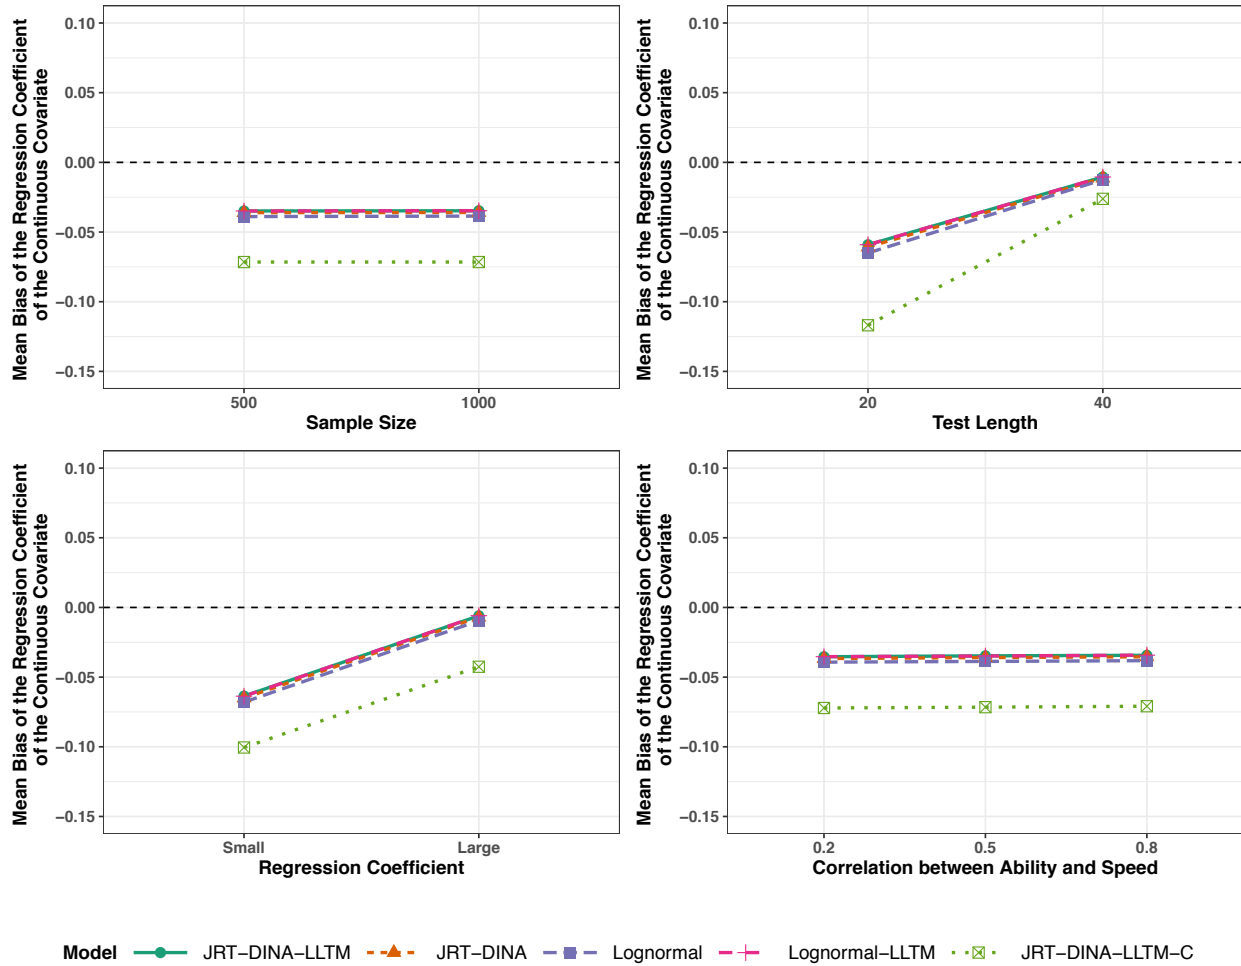 Mean Bias of the Regression Coefficient
of the Continuous Covariate
0.10
0.05
0.00
−0.05
−0.10
−0.15
500
1000
Sample Size
Mean Bias of the Regression Coefficient
of the Continuous Covariate
0.10
0.05
0.00
−0.05
−0.10
−0.15
20
40
Test Length
Mean Bias of the Regression Coefficient
of the Continuous Covariate
0.10
0.05
0.00
−0.05
−0.10
−0.15
Small
Large
Regression Coefficient
Mean Bias of the Regression Coefficient
of the Continuous Covariate
0.10
0.05
0.00
−0.05
−0.10
−0.15
0.2
0.5
0.8
Correlation between Ability and Speed
Model JRT−DINA−LLTM JRT−DINA Lognormal Lognormal−LLTM JRT−DINA−LLTM−C